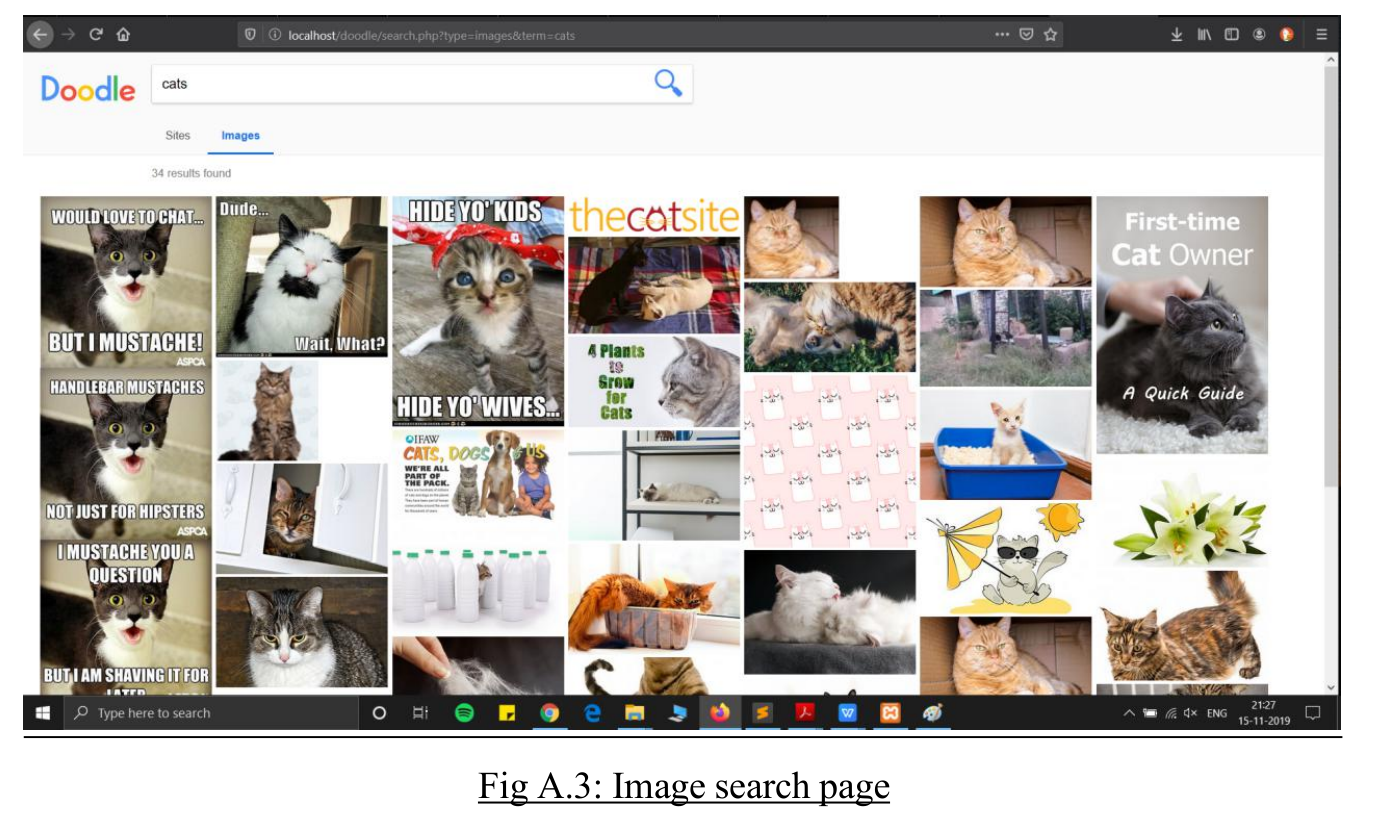 localhost/doodle/search.php?type=images&term=cats
Doodle
cats
Sites Images
34 results found
WOULD LOVE TO CHAT...
BUT I MUSTACHE!
ASPCA
HANDLEBAR MUSTACHES
NOT JUST FOR HIPSTERS
ASPCA
I MUSTACHE YOU A
QUESTION
BUT I AM SHAVING IT FOR
LATER
Dude...
Wait, What?
HIDE YO' KIDS
HIDE YO' WIVES...
IFAW
CATS, DOGS & US
WE'RE ALL
PART OF
THE PACK.
thecatsite
4 Plants
to
Grow
for
Cats
First-time
Cat Owner
A Quick Guide
Type here to search
ENG
21:27
15-11-2019
Fig A.3: Image search page